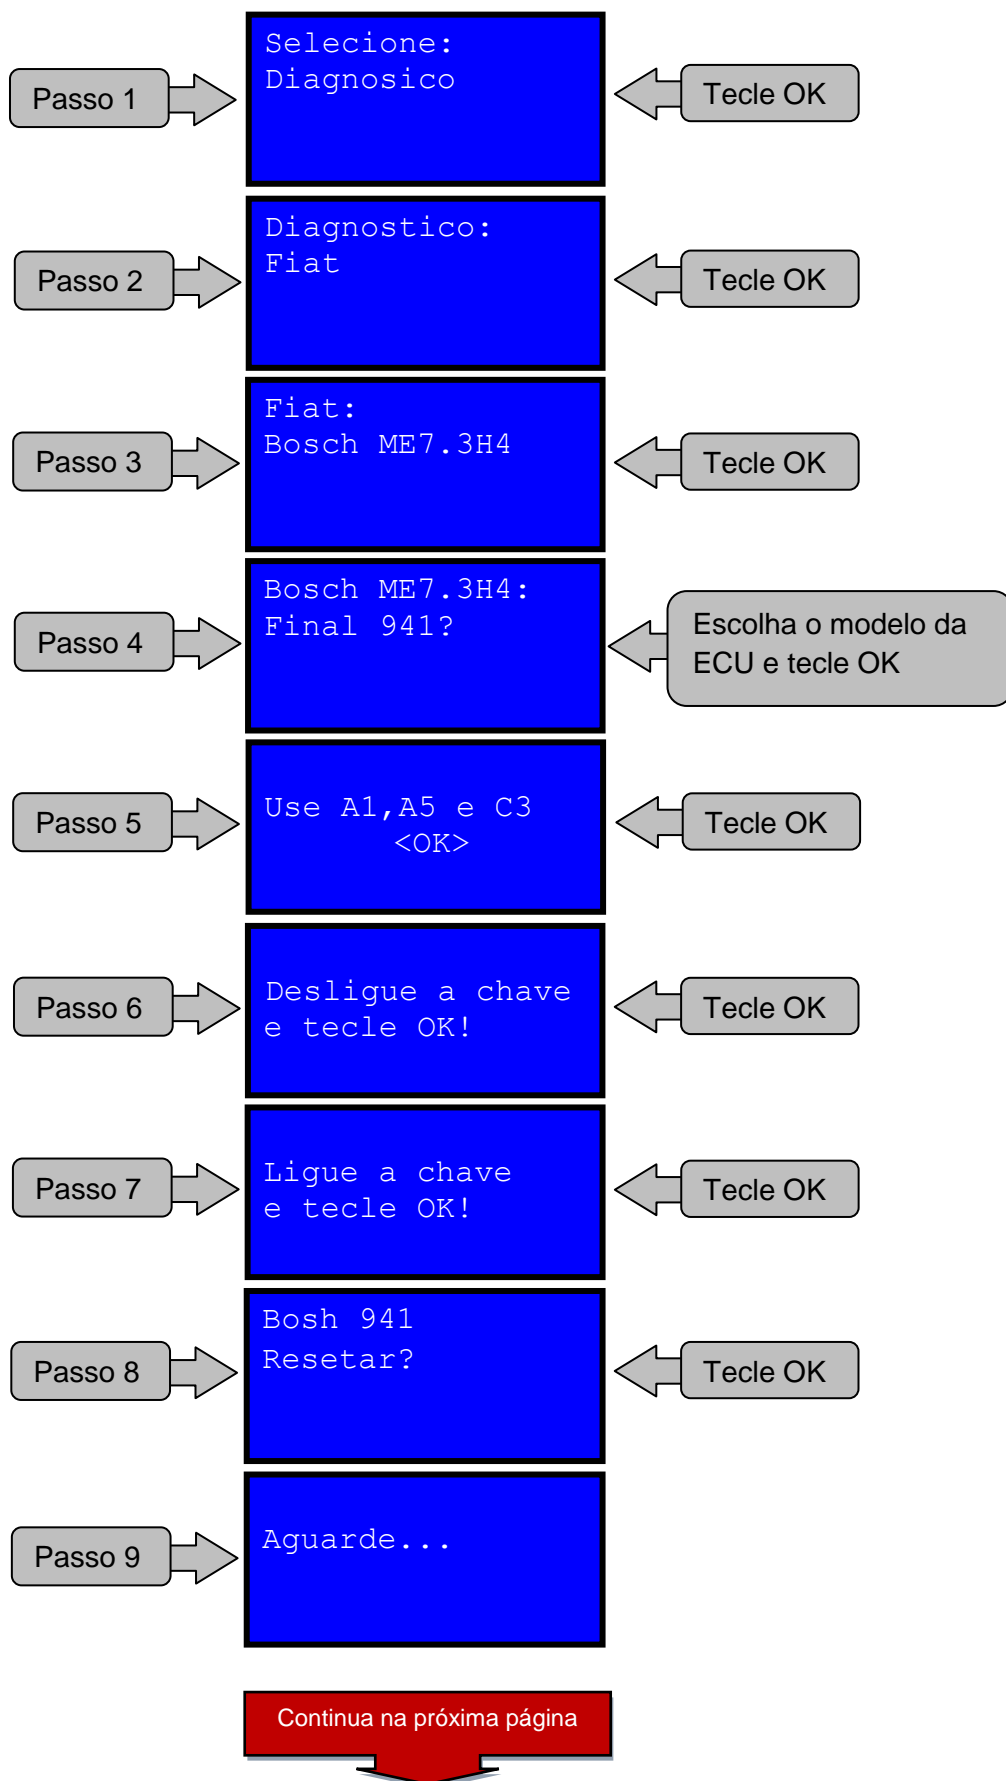 Passo 1
Selecione:
Diagnosico
Tecle OK
Passo 2
Diagnostico:
Fiat
Tecle OK
Passo 3
Fiat:
Bosch ME7.3H4
Tecle OK
Passo 4
Bosch ME7.3H4:
Final 941?
Escolha o modelo da
ECU e tecle OK
Passo 5
Use A1,A5 e C3
<OK>
Tecle OK
Passo 6
Desligue a chave
e tecle OK!
Tecle OK
Passo 7
Ligue a chave
e tecle OK!
Tecle OK
Passo 8
Bosh 941
Resetar?
Tecle OK
Passo 9
Aguarde...
Continua na próxima página